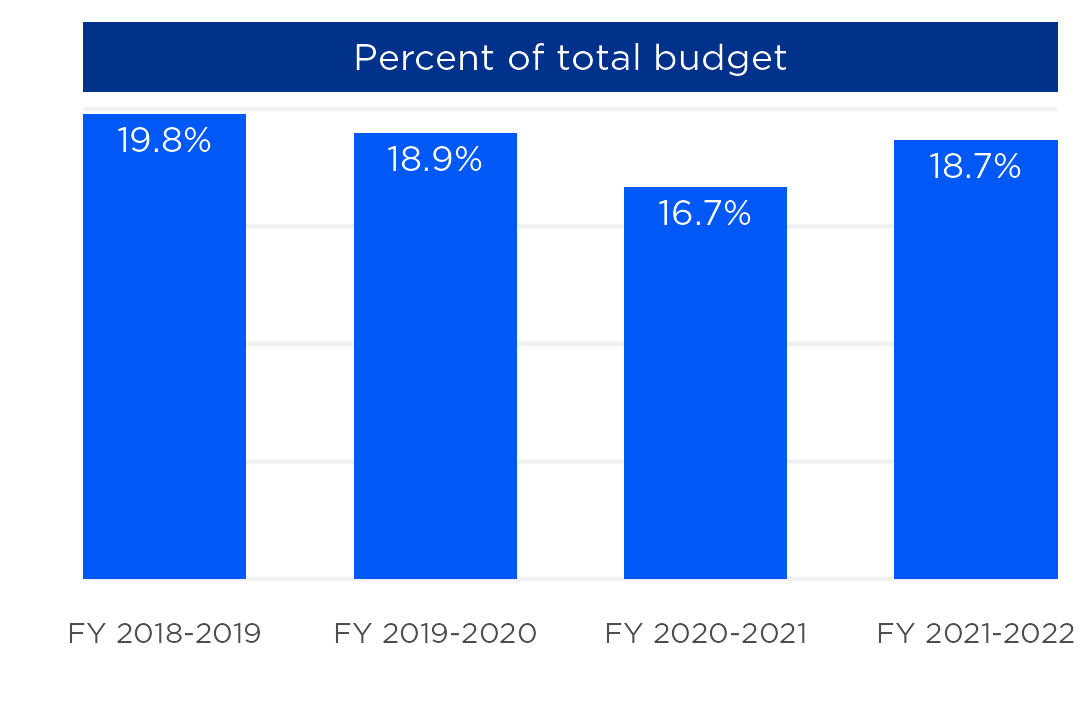 Percent of total budget
19.8%
18.9%
16.7%
18.7%
FY 2018-2019
FY 2019-2020
FY 2020-2021
FY 2021-2022